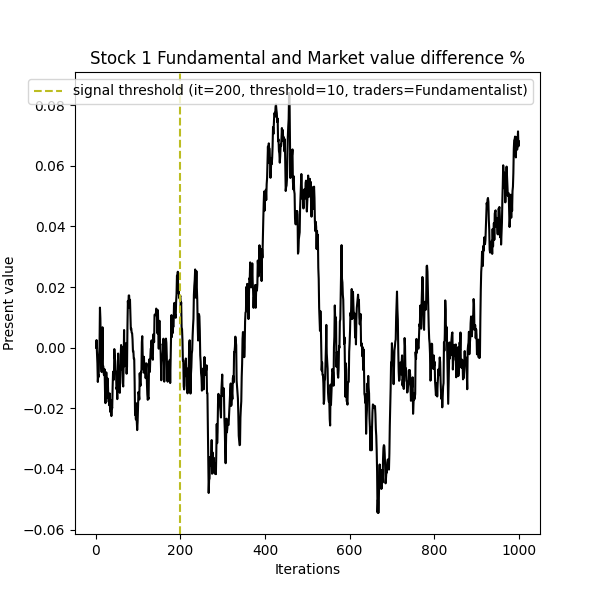 Stock 1 Fundamental and Market value difference %
signal threshold (it=200, threshold=10, traders=Fundamentalist)
0.08
0.06
0.04
0.02
0.00
−0.02
−0.04
−0.06
Present value
0 200 400 600 800 1000
Iterations